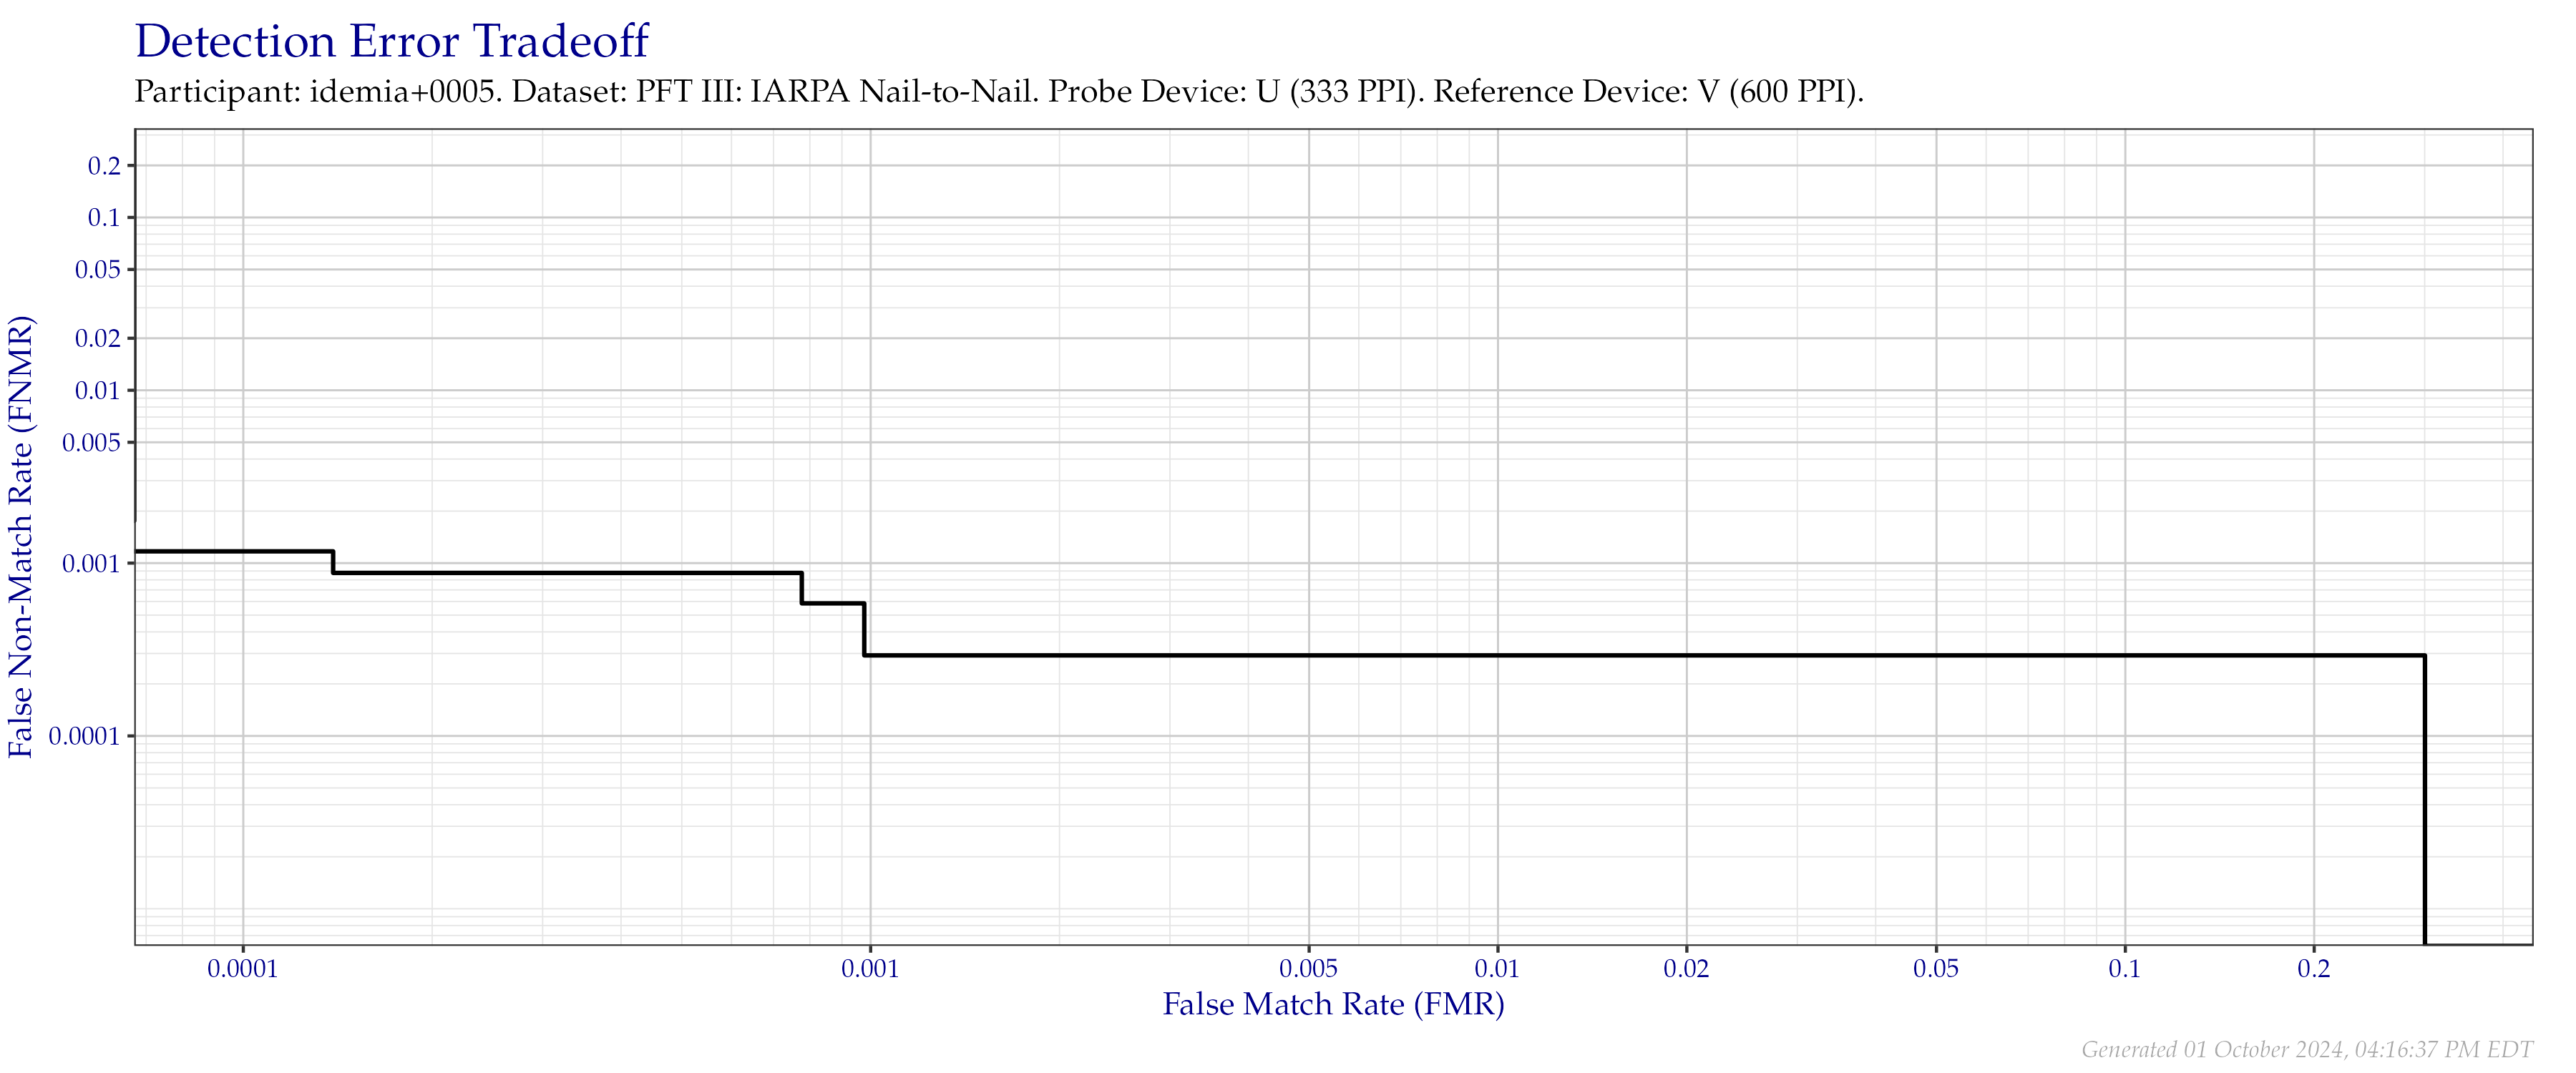 Detection Error Tradeoff
Participant: idemia+0005. Dataset: PFT III: IARPA Nail-to-Nail. Probe Device: U (333 PPI). Reference Device: V (600 PPI).
False Non-Match Rate (FNMR)
0.2
0.1
0.05
0.02
0.01
0.005
0.001
0.0001
0.0001 0.001 0.005 0.01 0.02 0.05 0.1 0.2
False Match Rate (FMR)
Generated 01 October 2024, 04:16:37 PM EDT